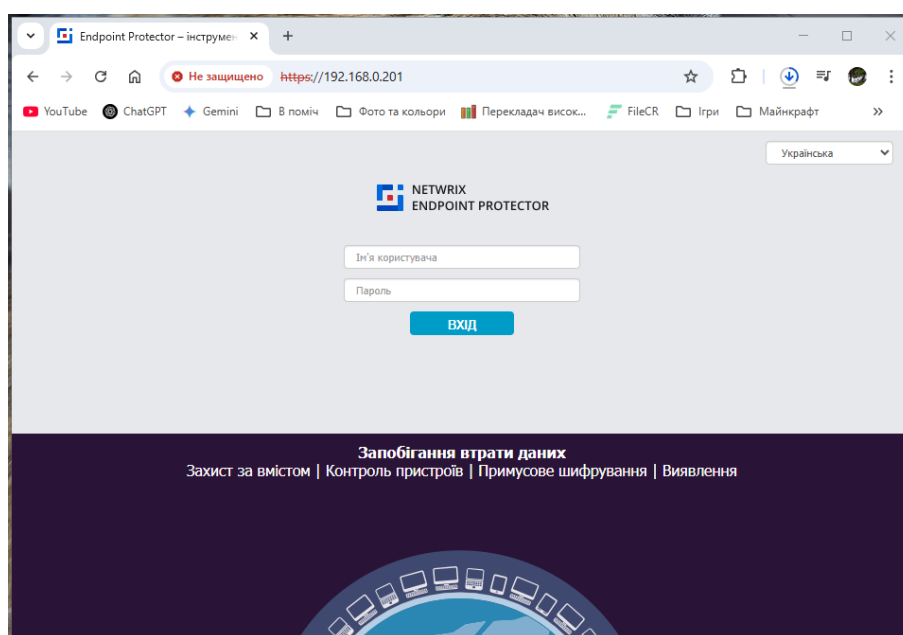 Endpoint Protector – інструмен
Не защищено https://192.168.0.201
YouTube ChatGPT Gemini В поміч Фото та кольори Перекладач висок... FileCR Ігри Майнкрафт
Українська
NETWRIX
ENDPOINT PROTECTOR
Ім'я користувача
Пароль
ВХІД
Запобігання втрати даних
Захист за вмістом | Контроль пристроїв | Примусове шифрування | Виявлення